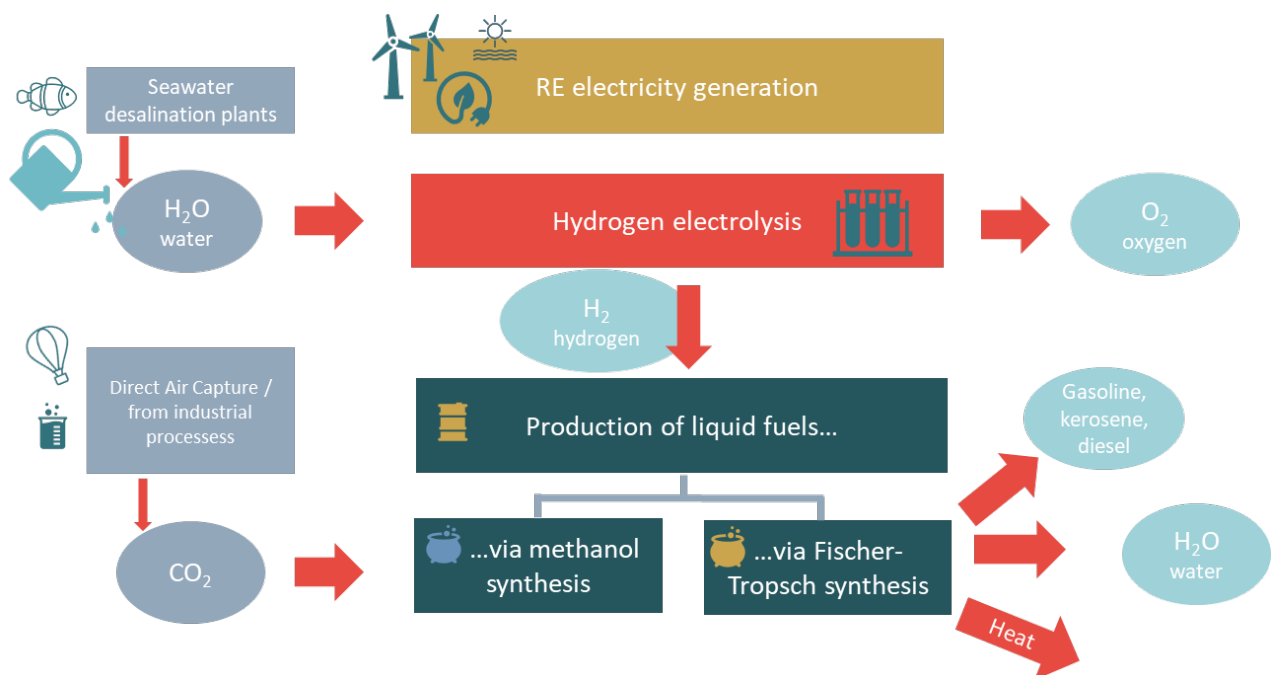 RE electricity generation
Seawater
desalination plants
H₂O
water
Hydrogen electrolysis
O₂
oxygen
H₂
hydrogen
Direct Air Capture /
from industrial
processess
Production of liquid fuels...
Gasoline,
kerosene,
diesel
CO₂
...via methanol
synthesis
...via Fischer-
Tropsch synthesis
H₂O
water
Heat